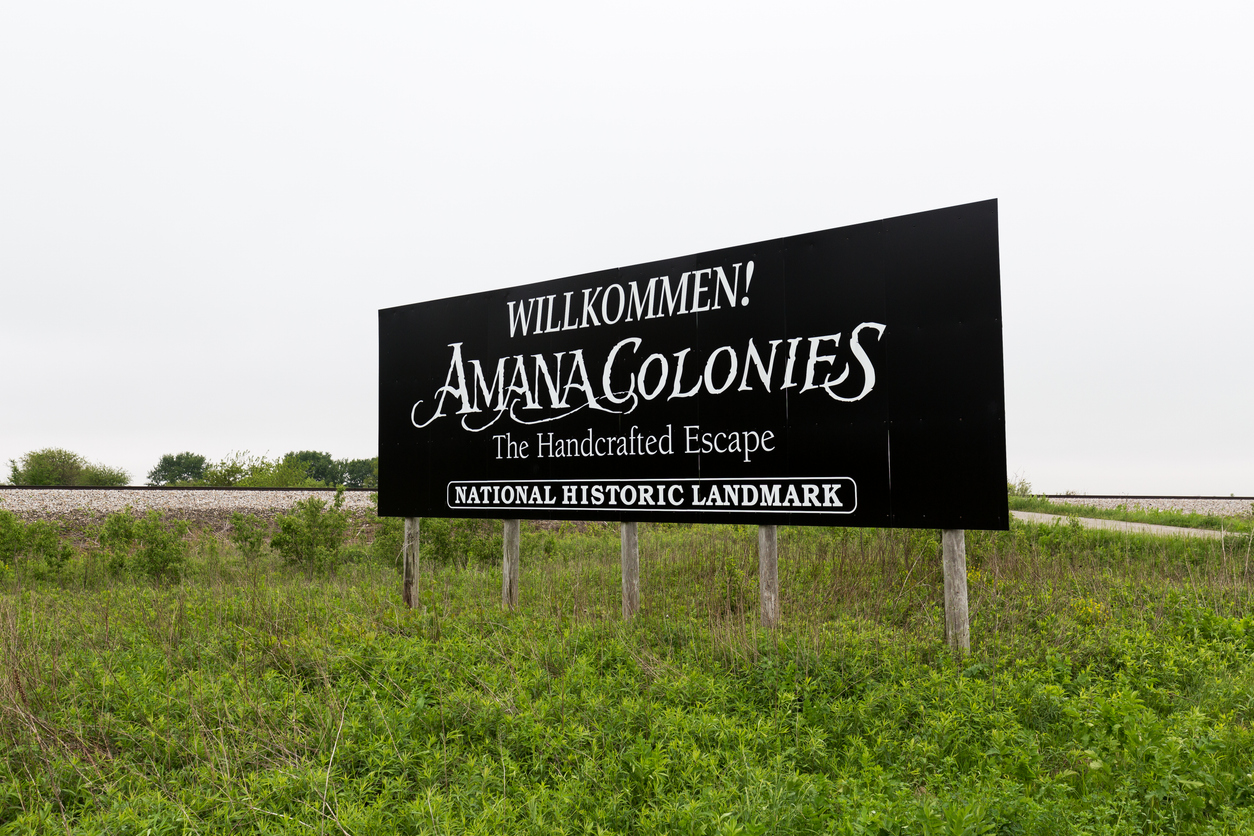 WILLKOMMEN!
AMANA COLONIES
The Handcrafted Escape
NATIONAL HISTORIC LANDMARK